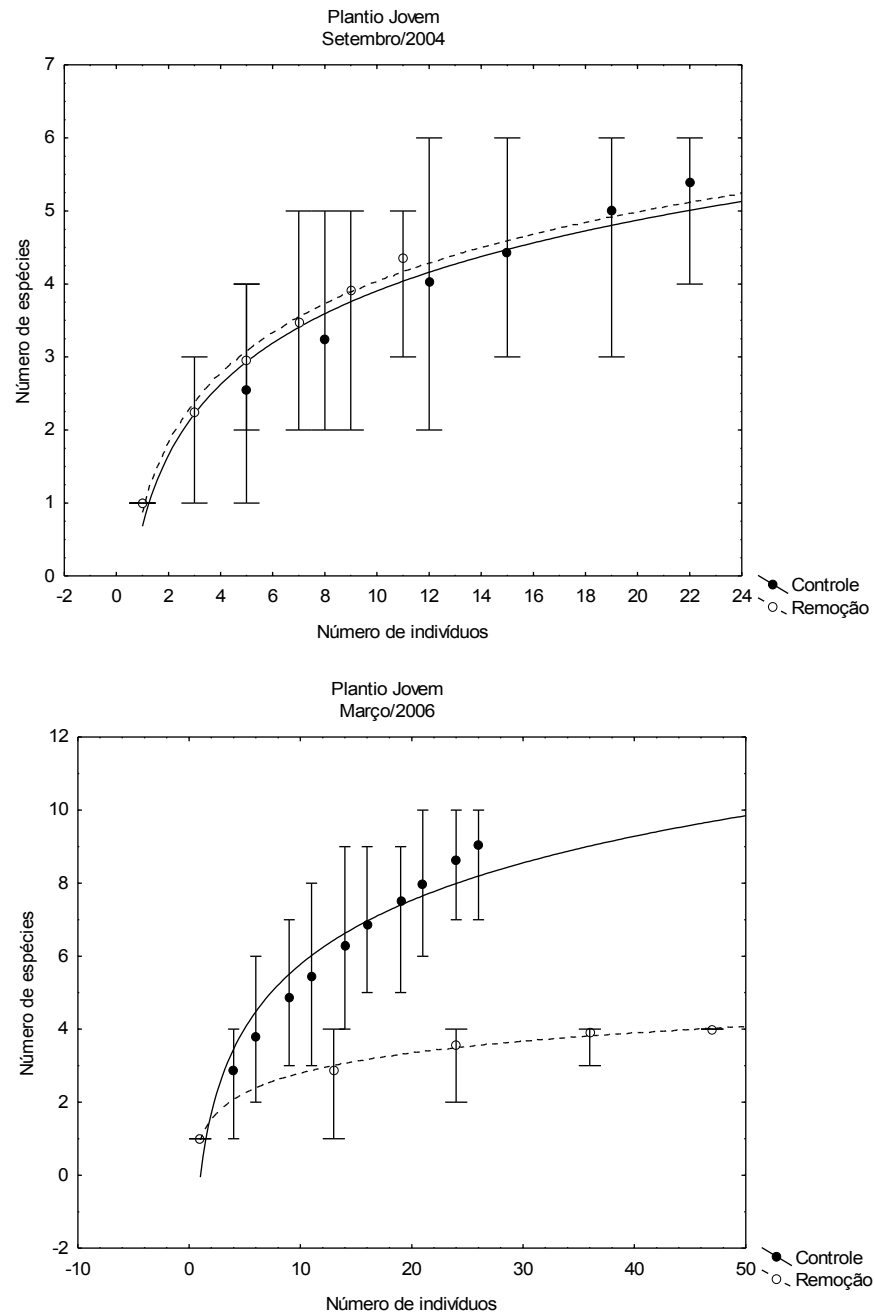 Plantio Jovem
Setembro/2004
7
6
5
4
3
2
1
0
Número de espécies
-2 0 2 4 6 8 10 12 14 16 18 20 22 24
Número de indivíduos
Controle
Remoção
Plantio Jovem
Março/2006
12
10
8
6
4
2
0
-2
Número de espécies
-10 0 10 20 30 40 50
Número de indivíduos
Controle
Remoção